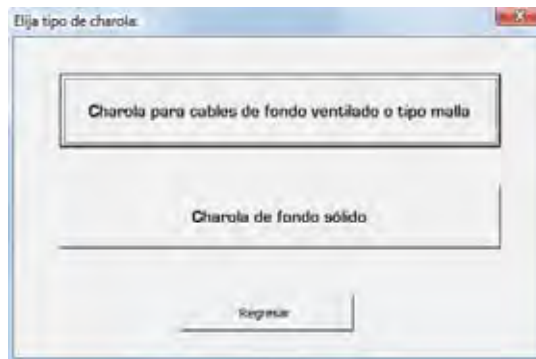 Elija tipo de charola:
Charola para cables de fondo ventilado o tipo malla
Charola de fondo sólido
Regresar